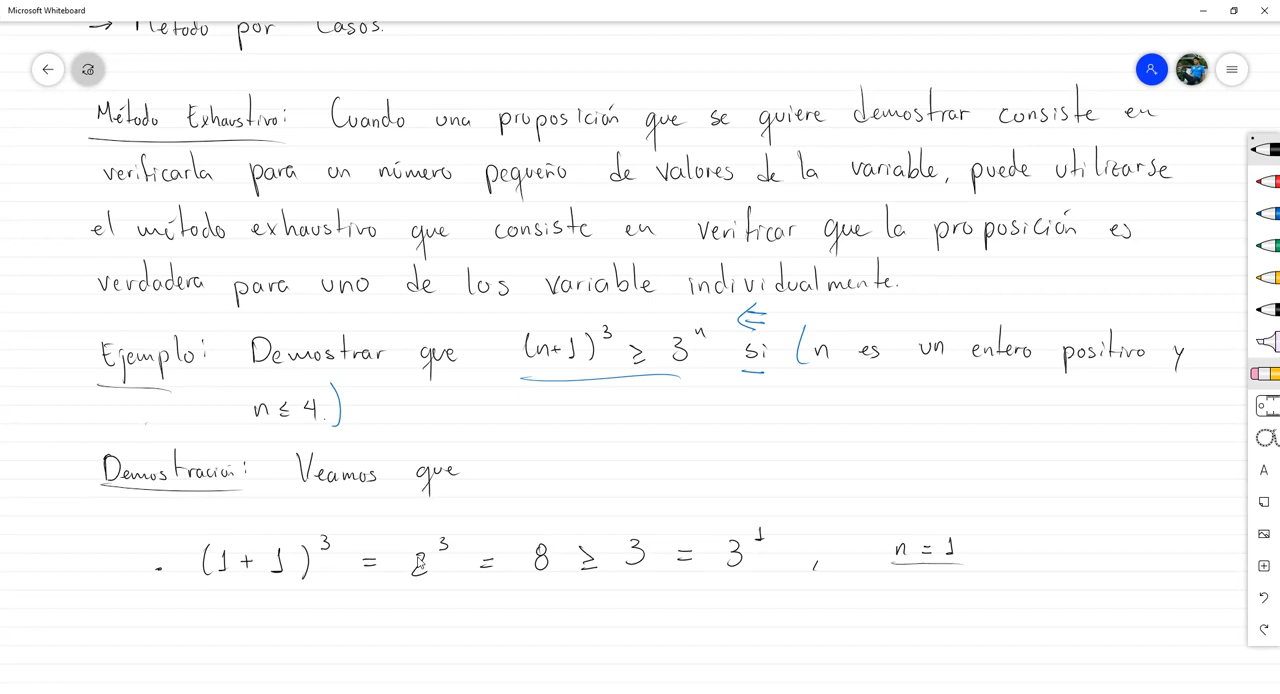 Microsoft Whiteboard
→ Método por Casos.
Método Exhaustivo: Cuando una proposición que se quiere demostrar consiste en
verificarla para un número pequeño de valores de la variable, puede utilizarse
el método exhaustivo que consiste en verificar que la proposición es
verdadera para uno de los variable individualmente.
⇐
Ejemplo: Demostrar que (n+1)³ ≥ 3ⁿ si (n es un entero positivo y
n ≤ 4.)
Demostración: Veamos que
. (1+1)³ = 2³ = 8 ≥ 3 = 3¹ , n = 1